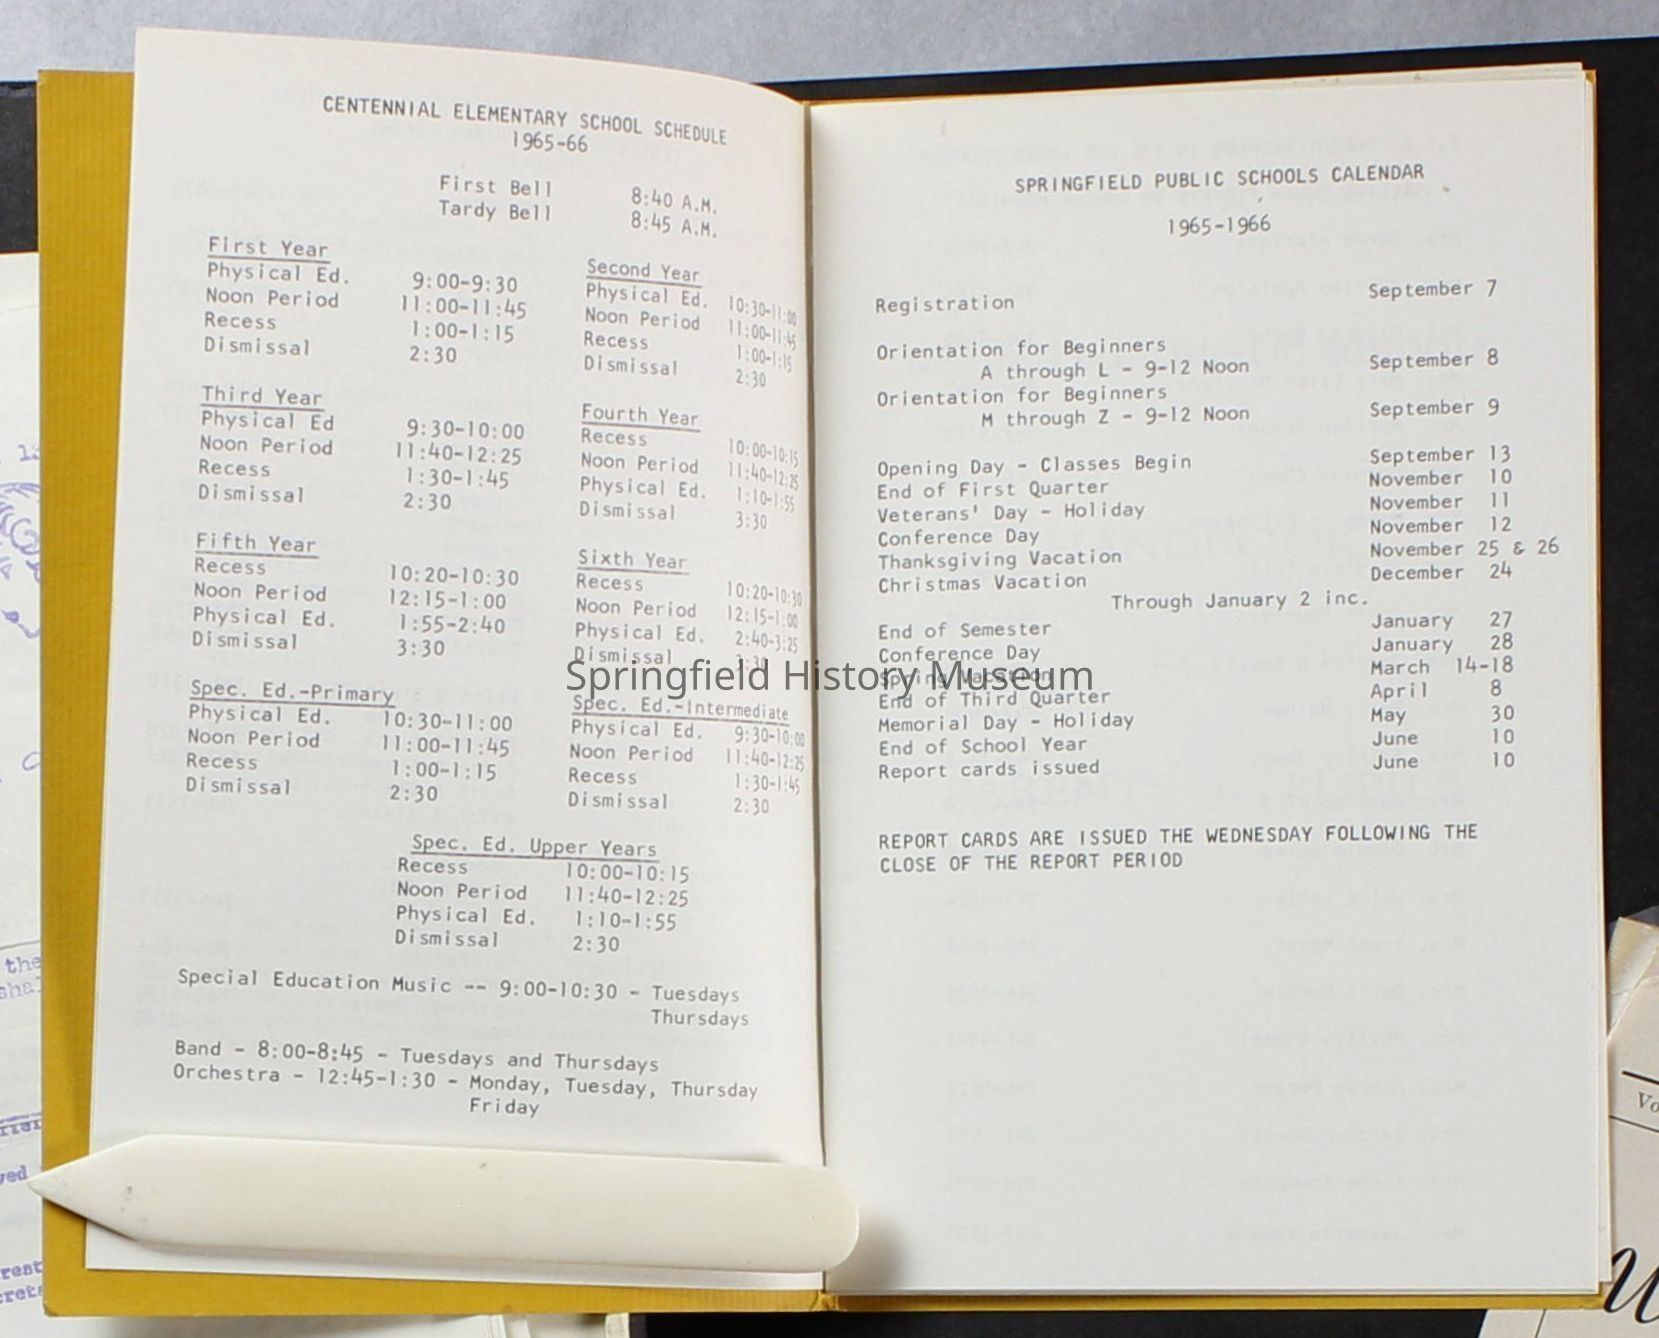 CENTENNIAL ELEMENTARY SCHOOL SCHEDULE
1965-66
First Bell 8:40 A.M.
Tardy Bell 8:45 A.M.
First Year
Physical Ed. 9:00-9:30
Noon Period 11:00-11:45
Recess 1:00-1:15
Dismissal 2:30
Second Year
Physical Ed. 10:30-11:00
Noon Period 11:00-11:45
Recess 1:00-1:15
Dismissal 2:30
Third Year
Physical Ed 9:30-10:00
Noon Period 11:40-12:25
Recess 1:30-1:45
Dismissal 2:30
Fourth Year
Recess 10:00-10:15
Noon Period 11:40-12:25
Physical Ed. 1:10-1:55
Dismissal 3:30
Fifth Year
Recess 10:20-10:30
Noon Period 12:15-1:00
Physical Ed. 1:55-2:40
Dismissal 3:30
Sixth Year
Recess 10:20-10:30
Noon Period 12:15-1:00
Physical Ed. 2:40-3:25
Dismissal 3:30
Spec. Ed.-Primary
Physical Ed. 10:30-11:00
Noon Period 11:00-11:45
Recess 1:00-1:15
Dismissal 2:30
Spec. Ed.-Intermediate
Physical Ed. 9:30-10:00
Noon Period 11:40-12:25
Recess 1:30-1:45
Dismissal 2:30
Spec. Ed. Upper Years
Recess 10:00-10:15
Noon Period 11:40-12:25
Physical Ed. 1:10-1:55
Dismissal 2:30
Special Education Music -- 9:00-10:30 - Tuesdays
Thursdays
Band - 8:00-8:45 - Tuesdays and Thursdays
Orchestra - 12:45-1:30 - Monday, Tuesday, Thursday
Friday
SPRINGFIELD PUBLIC SCHOOLS CALENDAR
1965-1966
Registration September 7
Orientation for Beginners
A through L - 9-12 Noon September 8
Orientation for Beginners
M through Z - 9-12 Noon September 9
Opening Day - Classes Begin September 13
End of First Quarter November 10
Veterans' Day - Holiday November 11
Conference Day November 12
Thanksgiving Vacation November 25 & 26
Christmas Vacation December 24
Through January 2 inc.
End of Semester January 27
Conference Day January 28
Spring Vacation March 14-18
End of Third Quarter April 8
Memorial Day - Holiday May 30
End of School Year June 10
Report cards issued June 10
REPORT CARDS ARE ISSUED THE WEDNESDAY FOLLOWING THE
CLOSE OF THE REPORT PERIOD
Springfield History Museum